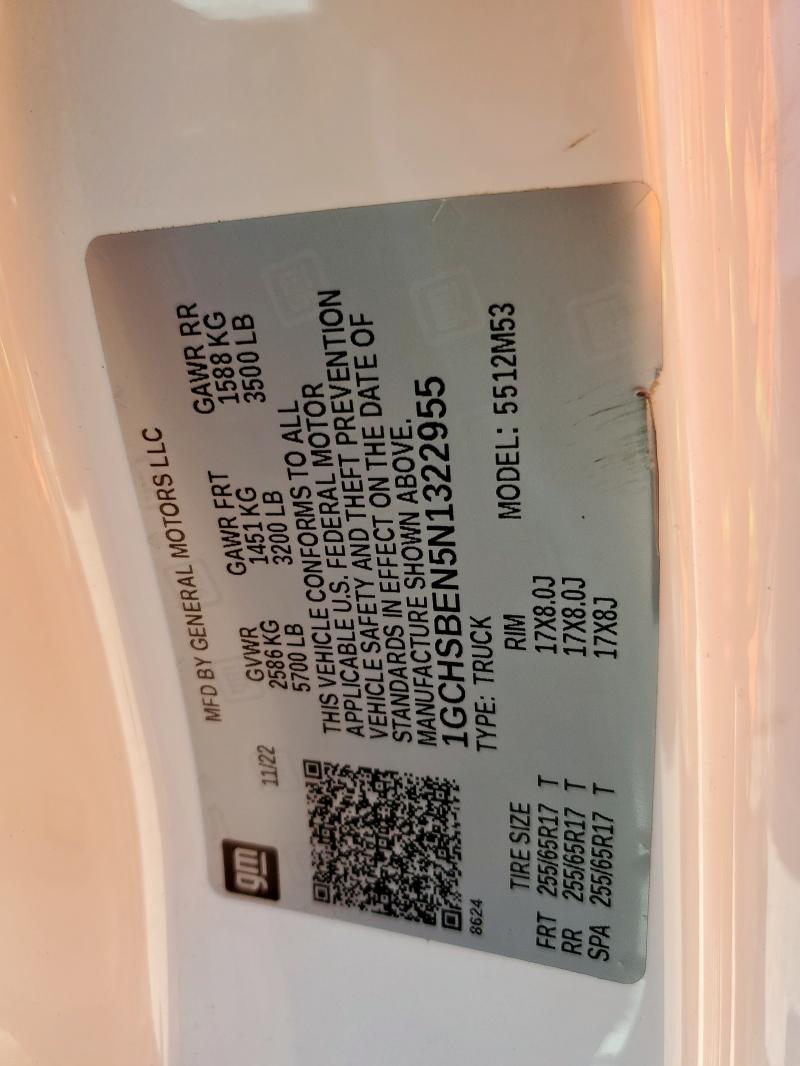 gm
MFD BY GENERAL MOTORS LLC
11/22
GVWR GAWR FRT GAWR RR
2586 KG 1451 KG 1588 KG
5700 LB 3200 LB 3500 LB
THIS VEHICLE CONFORMS TO ALL
APPLICABLE U.S. FEDERAL MOTOR
VEHICLE SAFETY AND THEFT PREVENTION
STANDARDS IN EFFECT ON THE DATE OF
MANUFACTURE SHOWN ABOVE.
1GCHSBEN5N1322955
8624
TYPE: TRUCK MODEL: 5512M53
TIRE SIZE RIM
FRT 255/65R17 T 17X8.0J
RR 255/65R17 T 17X8.0J
SPA 255/65R17 T 17X8J